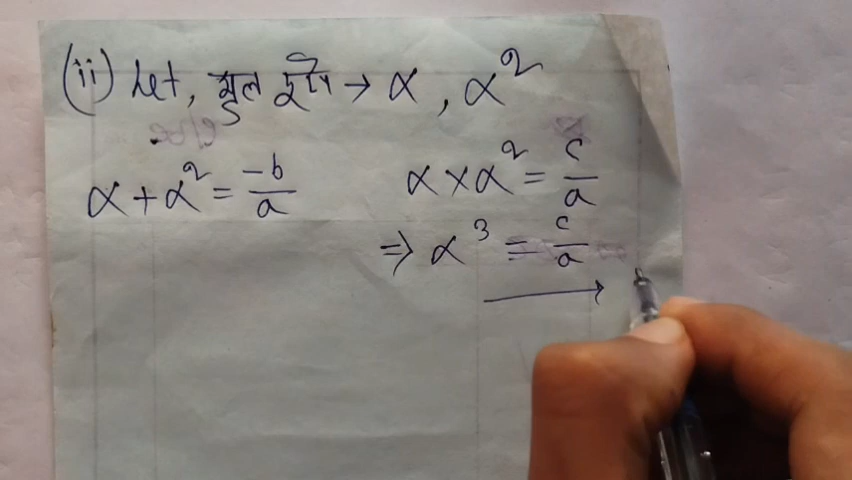 (ii) Let, মূল দুটি → α, α²
α + α² = -b/a
α × α² = c/a
⇒ α³ = c/a